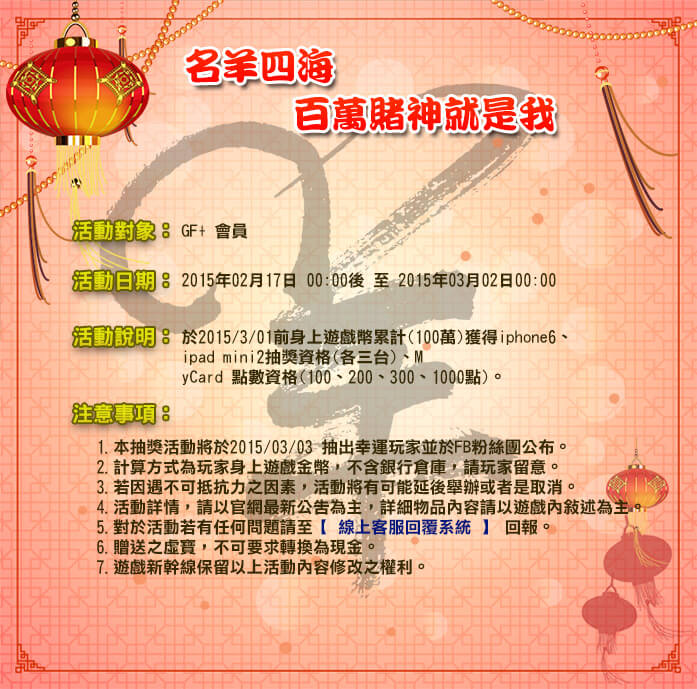 名羊四海
百萬賭神就是我
活動對象： GF+ 會員
活動日期： 2015年02月17日 00:00後 至 2015年03月02日00:00
活動說明： 於2015/3/01前身上遊戲幣累計(100萬)獲得iphone6、
ipad mini2抽獎資格(各三台)、M
yCard 點數資格(100、200、300、1000點)。
注意事項：
1. 本抽獎活動將於2015/03/03 抽出幸運玩家並於FB粉絲團公布。
2. 計算方式為玩家身上遊戲金幣，不含銀行倉庫，請玩家留意。
3. 若因遇不可抵抗力之因素，活動將有可能延後舉辦或者是取消。
4. 活動詳情，請以官網最新公告為主，詳細物品內容請以遊戲內敘述為主。
5. 對於活動若有任何問題請至【 線上客服回覆系統 】 回報。
6. 贈送之虛寶，不可要求轉換為現金。
7. 遊戲新幹線保留以上活動內容修改之權利。